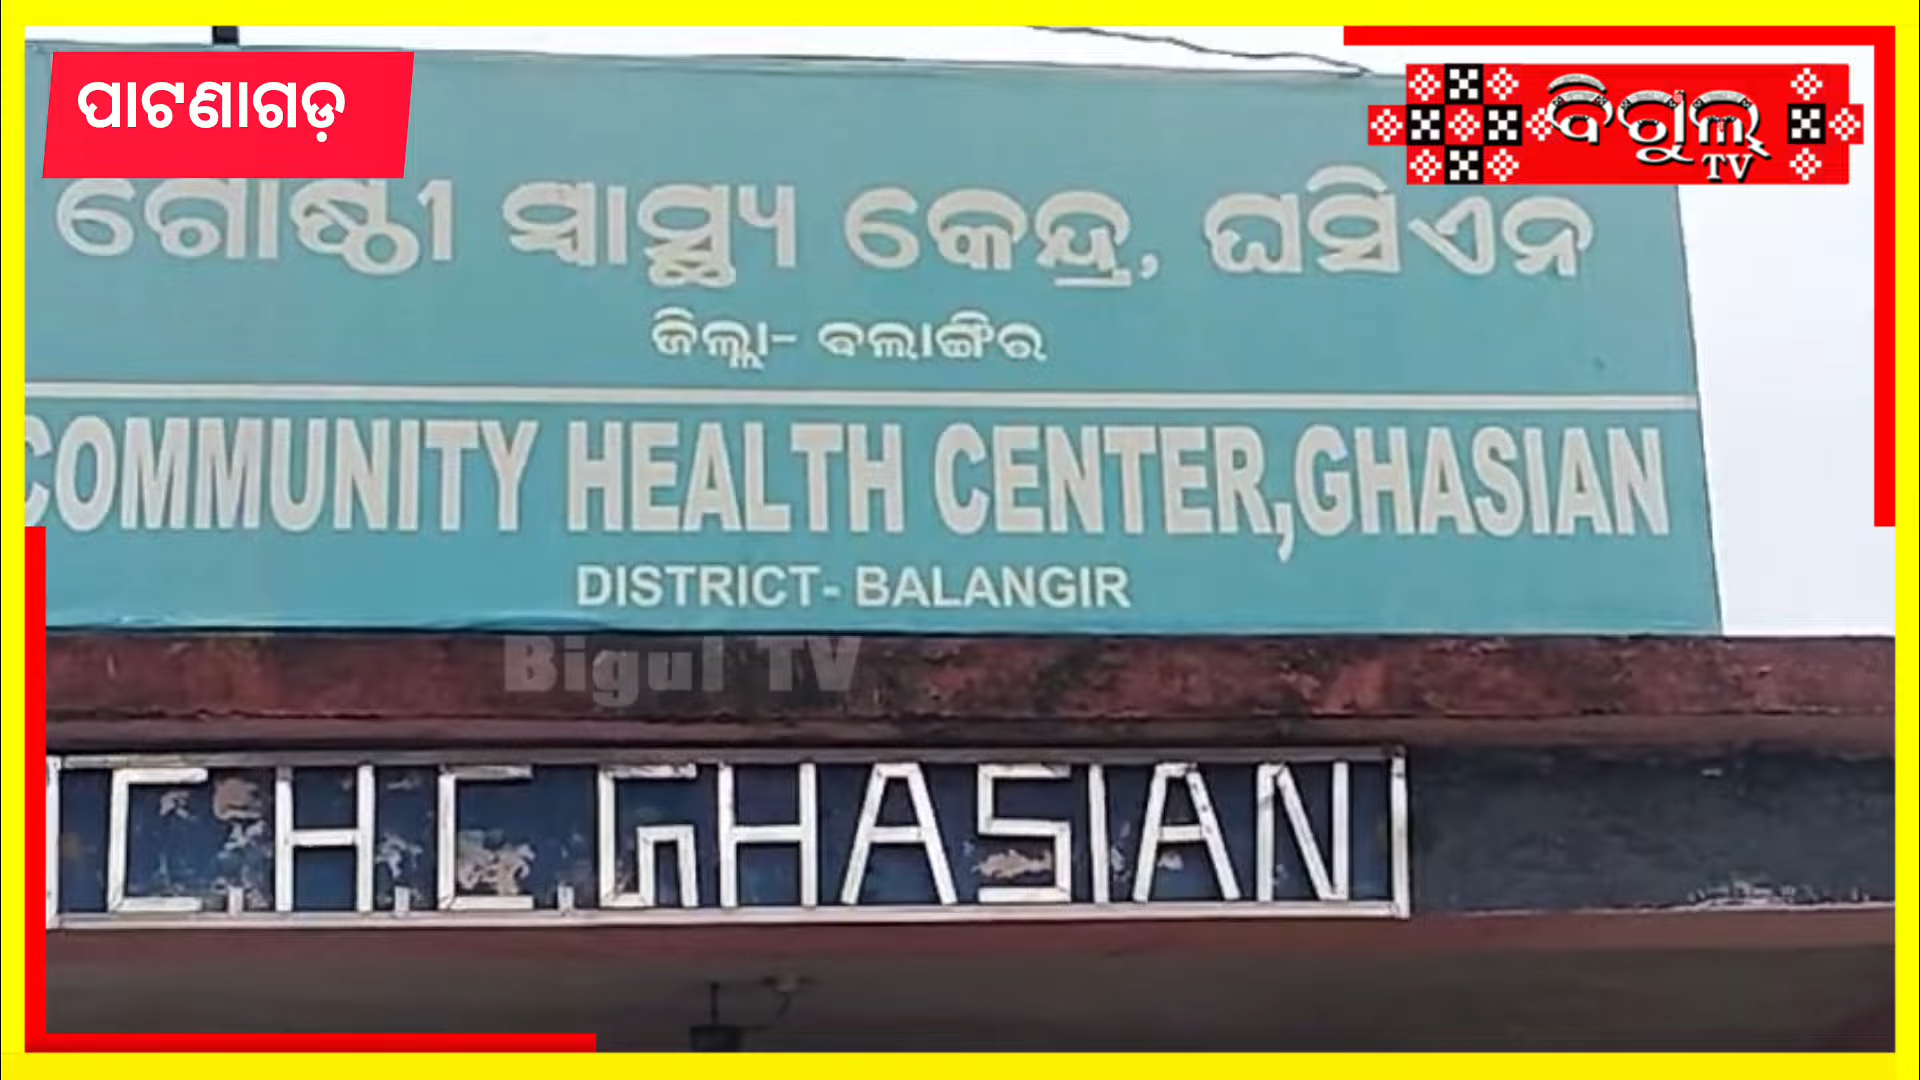 ପାଟଣାଗଡ଼
ବିଗୁଲ୍
TV
ଗୋଷ୍ଠୀ ସ୍ୱାସ୍ଥ୍ୟ କେନ୍ଦ୍ର, ଘସିଏନ
ଜିଲ୍ଲା- ବଲାଙ୍ଗିର
COMMUNITY HEALTH CENTER,GHASIAN
DISTRICT- BALANGIR
Bigul TV
C.H.C.GHASIAN